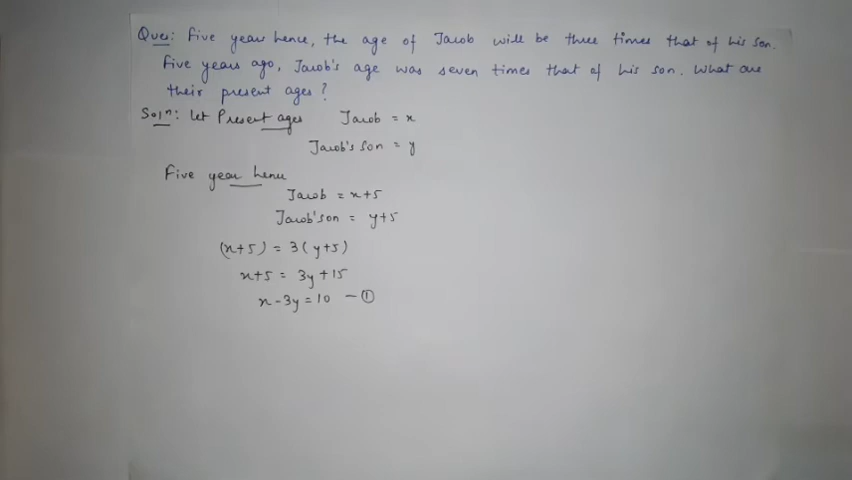 Ques: Five years hence, the age of Jacob will be three times that of his son.
Five years ago, Jacob's age was seven times that of his son. What are
their present ages?
Solⁿ: Let Present ages Jacob = x
Jacob's son = y
Five year hence
Jacob = x+5
Jacob'son = y+5
(x+5) = 3(y+5)
x+5 = 3y+15
x-3y=10 — ①